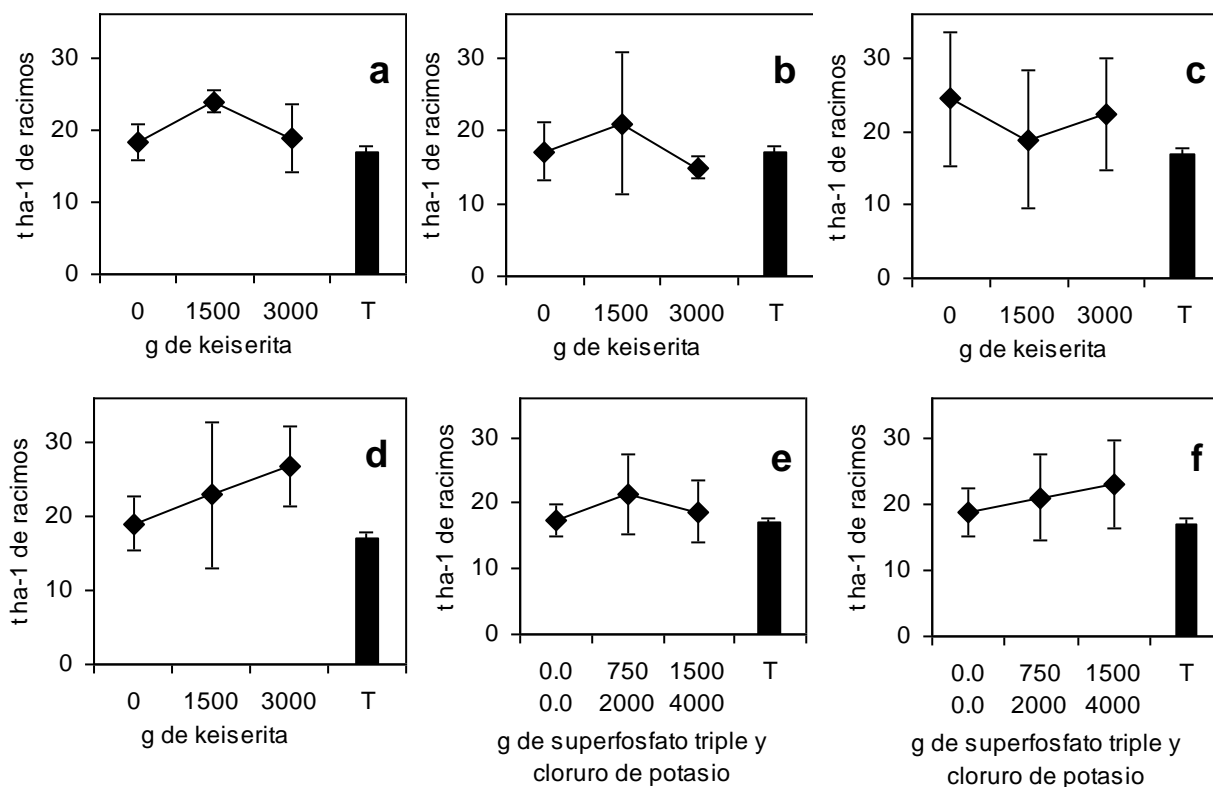 a
t ha-1 de racimos
30
20
10
0
0 1500 3000 T
g de keiserita
b
t ha-1 de racimos
30
20
10
0
0 1500 3000 T
g de keiserita
c
t ha-1 de racimos
30
20
10
0
0 1500 3000 T
g de keiserita
d
t ha-1 de racimos
30
20
10
0
0 1500 3000 T
g de keiserita
e
t ha-1 de racimos
30
20
10
0
0.0 750 1500 T
0.0 2000 4000
g de superfosfato triple y
cloruro de potasio
f
t ha-1 de racimos
30
20
10
0
0.0 750 1500 T
0.0 2000 4000
g de superfosfato triple y
cloruro de potasio